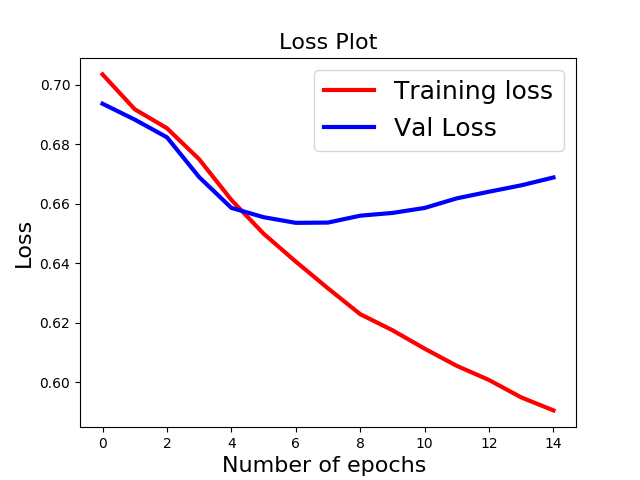 Loss Plot
Training loss
Val Loss
Loss
0.70
0.68
0.66
0.64
0.62
0.60
0 2 4 6 8 10 12 14
Number of epochs